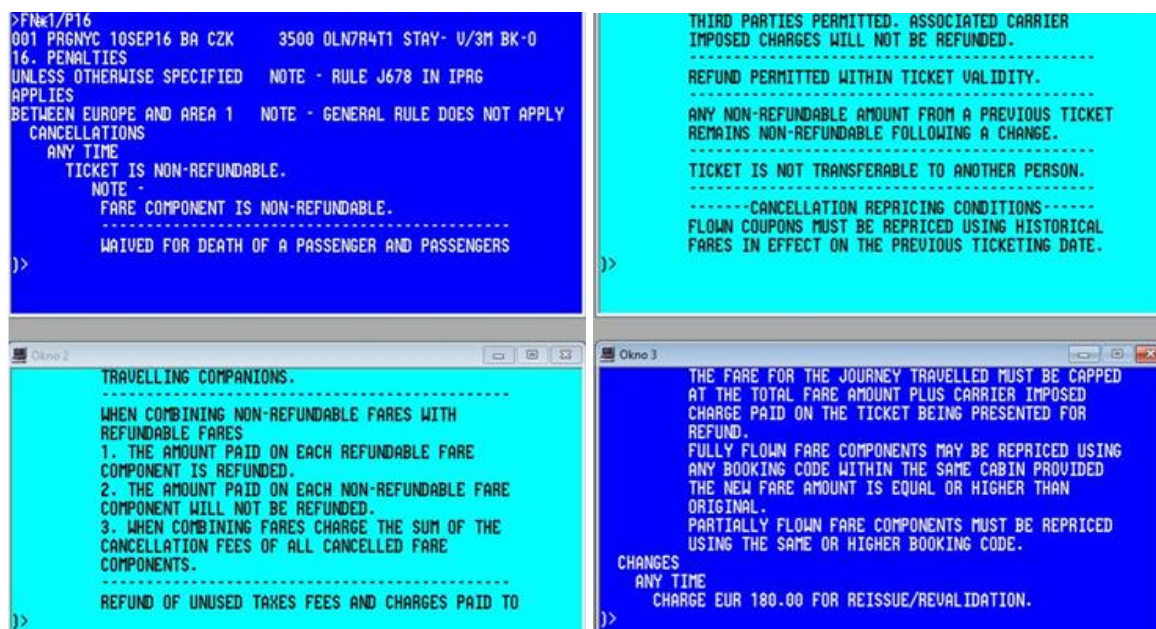 >FN*1/P16
001 PRGNYC 10SEP16 BA CZK 3500 OLN7R4T1 STAY- V/3M BK-O
16. PENALTIES
UNLESS OTHERWISE SPECIFIED NOTE - RULE J678 IN IPRG
APPLIES
BETWEEN EUROPE AND AREA 1 NOTE - GENERAL RULE DOES NOT APPLY
CANCELLATIONS
ANY TIME
TICKET IS NON-REFUNDABLE.
NOTE -
FARE COMPONENT IS NON-REFUNDABLE.
----------------------------------------------
WAIVED FOR DEATH OF A PASSENGER AND PASSENGERS
)>
Okno 2
TRAVELLING COMPANIONS.
----------------------------------------------
WHEN COMBINING NON-REFUNDABLE FARES WITH
REFUNDABLE FARES
1. THE AMOUNT PAID ON EACH REFUNDABLE FARE
COMPONENT IS REFUNDED.
2. THE AMOUNT PAID ON EACH NON-REFUNDABLE FARE
COMPONENT WILL NOT BE REFUNDED.
3. WHEN COMBINING FARES CHARGE THE SUM OF THE
CANCELLATION FEES OF ALL CANCELLED FARE
COMPONENTS.
----------------------------------------------
REFUND OF UNUSED TAXES FEES AND CHARGES PAID TO
)>
THIRD PARTIES PERMITTED. ASSOCIATED CARRIER
IMPOSED CHARGES WILL NOT BE REFUNDED.
----------------------------------------------
REFUND PERMITTED WITHIN TICKET VALIDITY.
----------------------------------------------
ANY NON-REFUNDABLE AMOUNT FROM A PREVIOUS TICKET
REMAINS NON-REFUNDABLE FOLLOWING A CHANGE.
----------------------------------------------
TICKET IS NOT TRANSFERABLE TO ANOTHER PERSON.
----------------------------------------------
-------CANCELLATION REPRICING CONDITIONS------
FLOWN COUPONS MUST BE REPRICED USING HISTORICAL
FARES IN EFFECT ON THE PREVIOUS TICKETING DATE.
)>
Okno 3
THE FARE FOR THE JOURNEY TRAVELLED MUST BE CAPPED
AT THE TOTAL FARE AMOUNT PLUS CARRIER IMPOSED
CHARGE PAID ON THE TICKET BEING PRESENTED FOR
REFUND.
FULLY FLOWN FARE COMPONENTS MAY BE REPRICED USING
ANY BOOKING CODE WITHIN THE SAME CABIN PROVIDED
THE NEW FARE AMOUNT IS EQUAL OR HIGHER THAN
ORIGINAL.
PARTIALLY FLOWN FARE COMPONENTS MUST BE REPRICED
USING THE SAME OR HIGHER BOOKING CODE.
CHANGES
ANY TIME
CHARGE EUR 180.00 FOR REISSUE/REVALIDATION.
)>